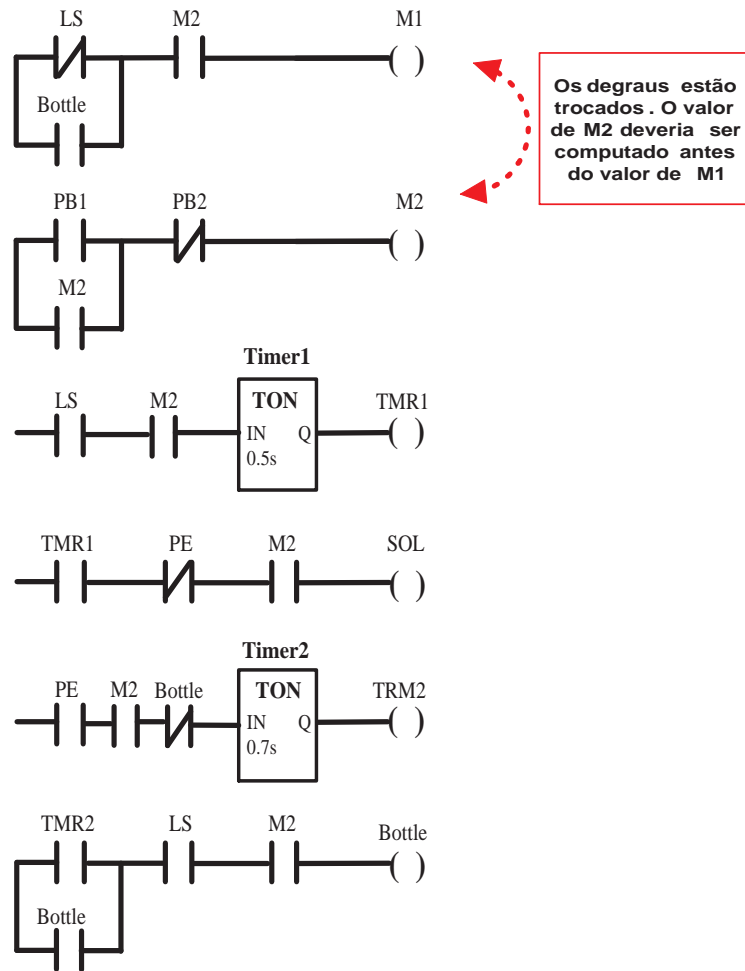 LS M2 M1
Bottle
Os degraus estão
trocados . O valor
de M2 deveria ser
computado antes
do valor de M1
PB1 PB2 M2
M2
Timer1
LS M2 TON TMR1
IN Q
0.5s
TMR1 PE M2 SOL
Timer2
PE M2 Bottle TON TRM2
IN Q
0.7s
TMR2 LS M2 Bottle
Bottle